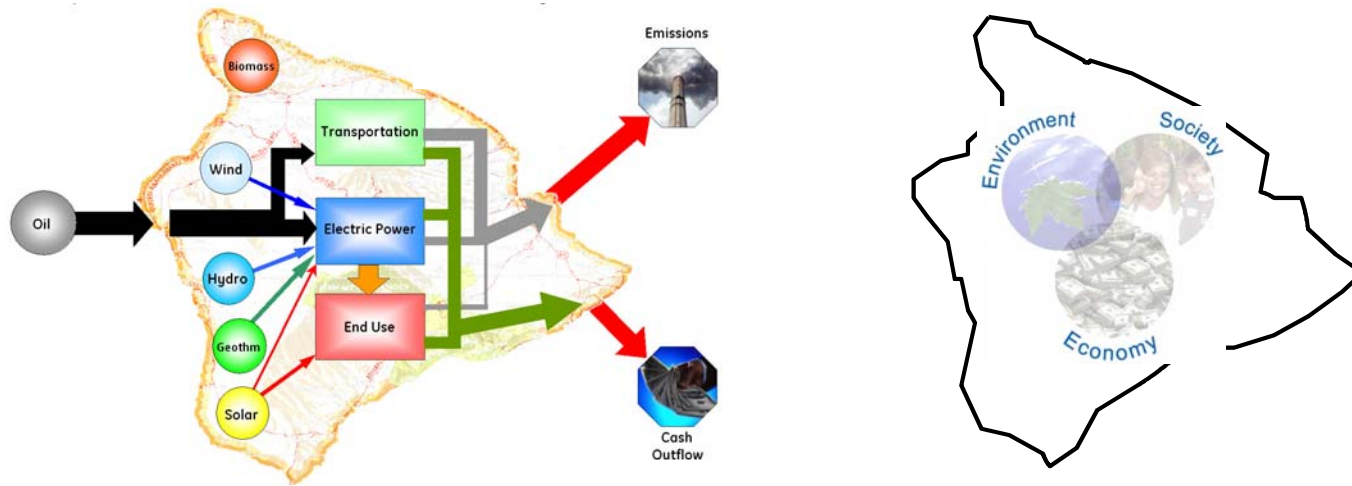 Emissions
Biomass
Transportation
Wind
Oil
Electric Power
Hydro
Geothm
End Use
Solar
Cash
Outflow
Environment
Society
Economy